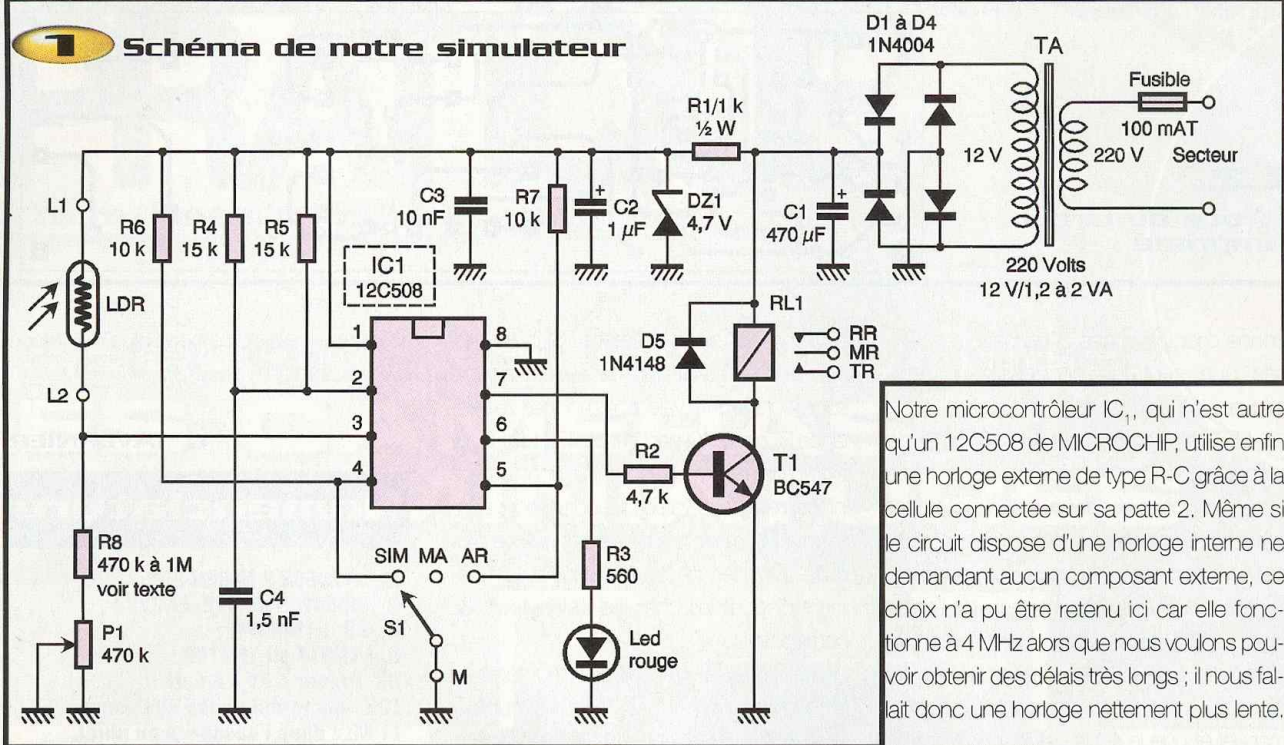 1 Schéma de notre simulateur
D1 à D4
1N4004
TA
Fusible
100 mAT
12 V
220 V
Secteur
220 Volts
12 V/1,2 à 2 VA
R1/1 k
½ W
L1
R6
10 k
R4
15 k
R5
15 k
C3
10 nF
R7
10 k
+
C2
1 µF
DZ1
4,7 V
+
C1
470 µF
IC1
12C508
LDR
L2
1
2
3
4
8
7
6
5
D5
1N4148
RL1
RR
MR
TR
R2
4,7 k
T1
BC547
R8
470 k à 1M
voir texte
P1
470 k
C4
1,5 nF
SIM MA AR
S1
M
R3
560
Led
rouge
Notre microcontrôleur IC1, qui n'est autre
qu'un 12C508 de MICROCHIP, utilise enfin
une horloge externe de type R-C grâce à la
cellule connectée sur sa patte 2. Même si
le circuit dispose d'une horloge interne ne
demandant aucun composant externe, ce
choix n'a pu être retenu ici car elle fonc-
tionne à 4 MHz alors que nous voulons pou-
voir obtenir des délais très longs ; il nous fal-
lait donc une horloge nettement plus lente.